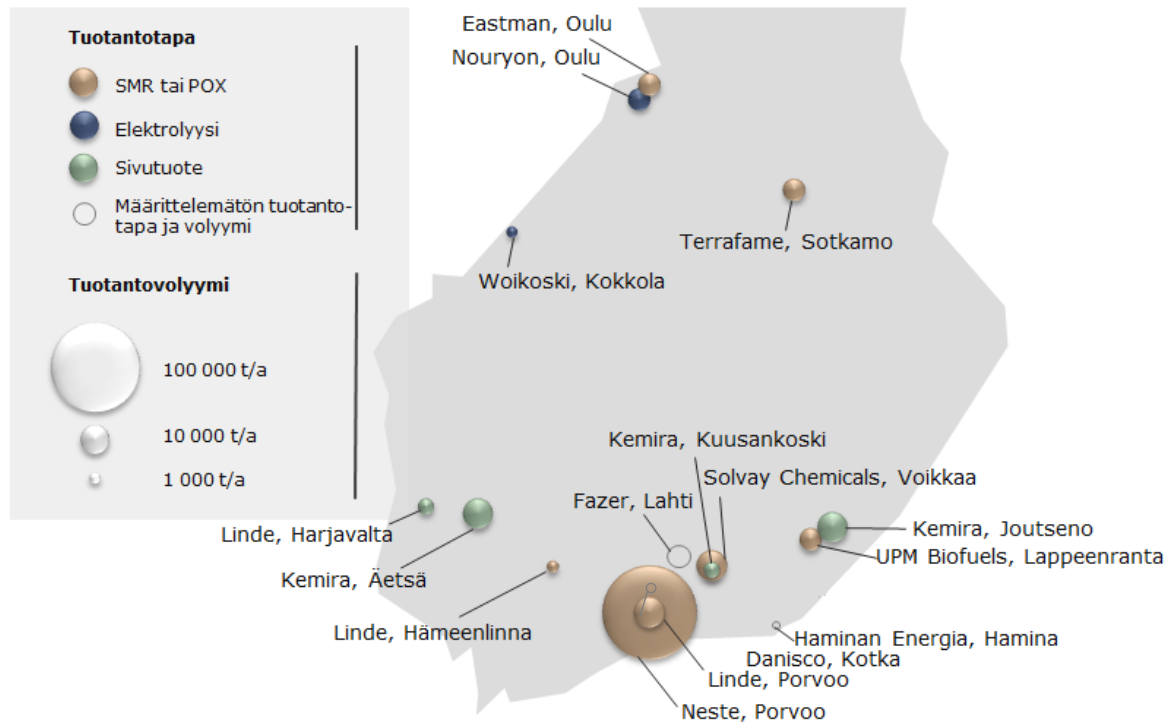 Tuotantotapa
SMR tai POX
Elektrolyysi
Sivutuote
Määrittelemätön tuotanto-
tapa ja volyymi
Tuotantovolyymi
100 000 t/a
10 000 t/a
1 000 t/a
Eastman, Oulu
Nouryon, Oulu
Terrafame, Sotkamo
Woikoski, Kokkola
Kemira, Kuusankoski
Solvay Chemicals, Voikkaa
Fazer, Lahti
Linde, Harjavalta
Kemira, Joutseno
UPM Biofuels, Lappeenranta
Kemira, Äetsä
Linde, Hämeenlinna
Haminan Energia, Hamina
Danisco, Kotka
Linde, Porvoo
Neste, Porvoo